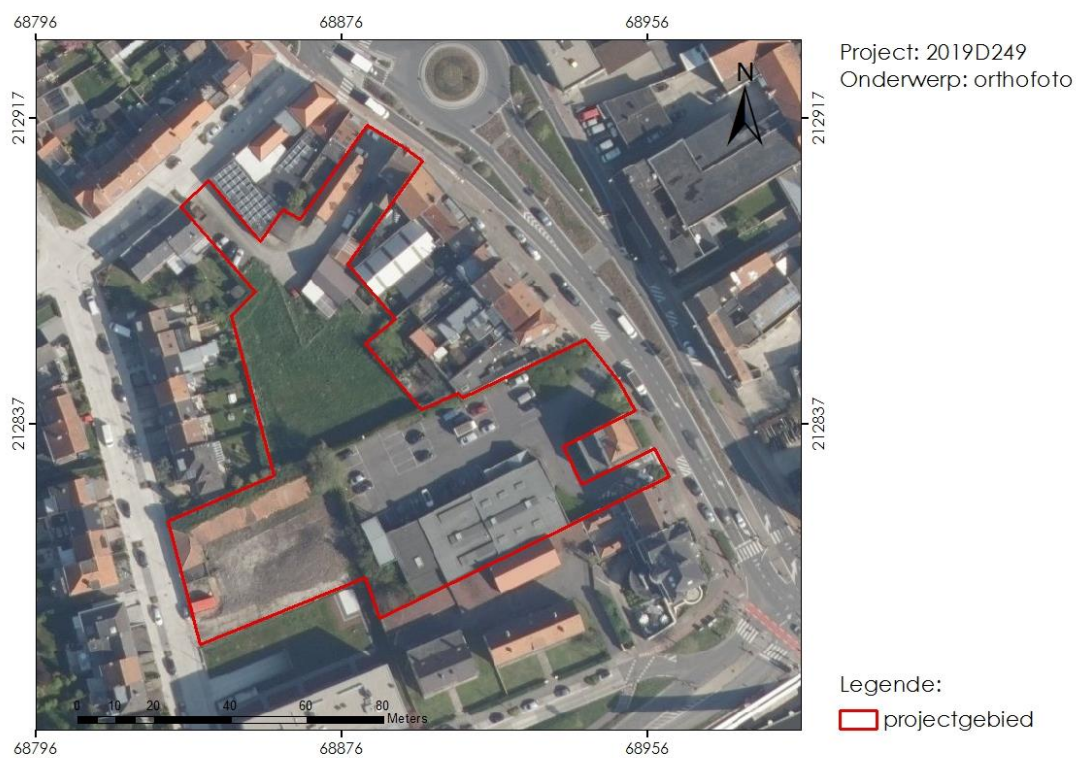 68796 68876 68956
Project: 2019D249
Onderwerp: orthofoto
N
212917 212917
212837 212837
0 10 20 40 60 80
Meters
68796 68876 68956
Legende:
projectgebied